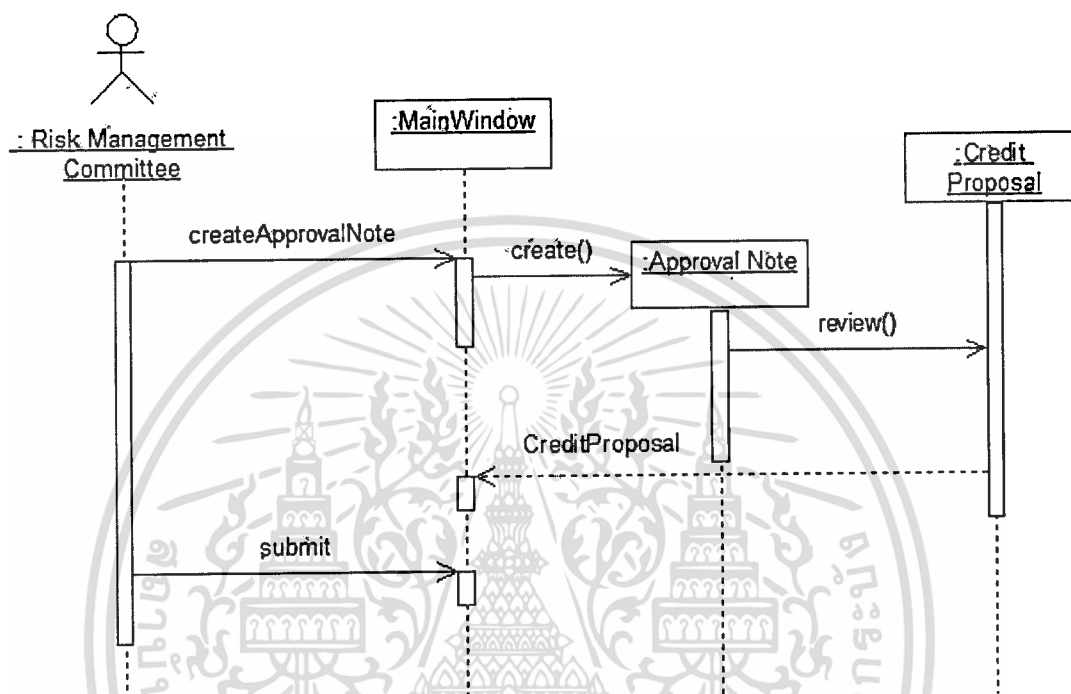 : Risk Management
Committee
:MainWindow
:Credit
Proposal
createApprovalNote
create()
:Approval Note
review()
CreditProposal
submit